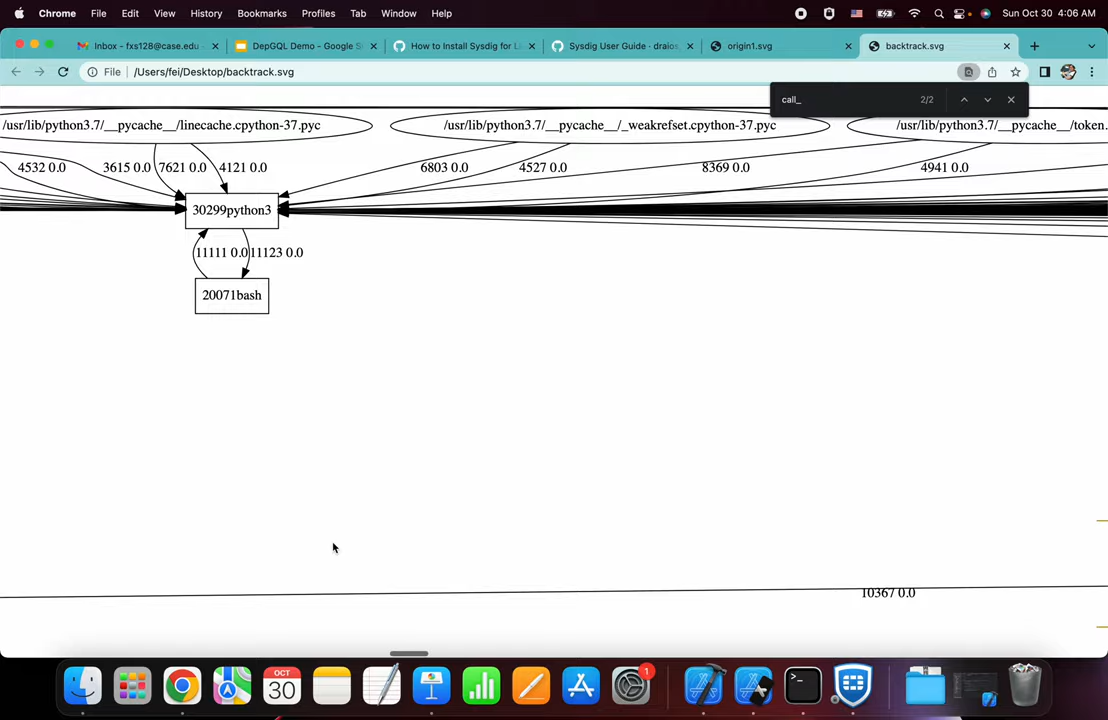 Chrome File Edit View History Bookmarks Profiles Tab Window Help Sun Oct 30 4:06 AM
Inbox - fxs128@case.edu - DepGQL Demo - Google S How to Install Sysdig for Li Sysdig User Guide · draios origin1.svg backtrack.svg
File /Users/fei/Desktop/backtrack.svg
call_ 2/2
/usr/lib/python3.7/__pycache__/linecache.cpython-37.pyc /usr/lib/python3.7/__pycache__/_weakrefset.cpython-37.pyc /usr/lib/python3.7/__pycache__/token.
4532 0.0 3615 0.0 7621 0.0 4121 0.0 6803 0.0 4527 0.0 8369 0.0 4941 0.0
30299python3
11111 0.0 11123 0.0
20071bash
10367 0.0
OCT
30
1